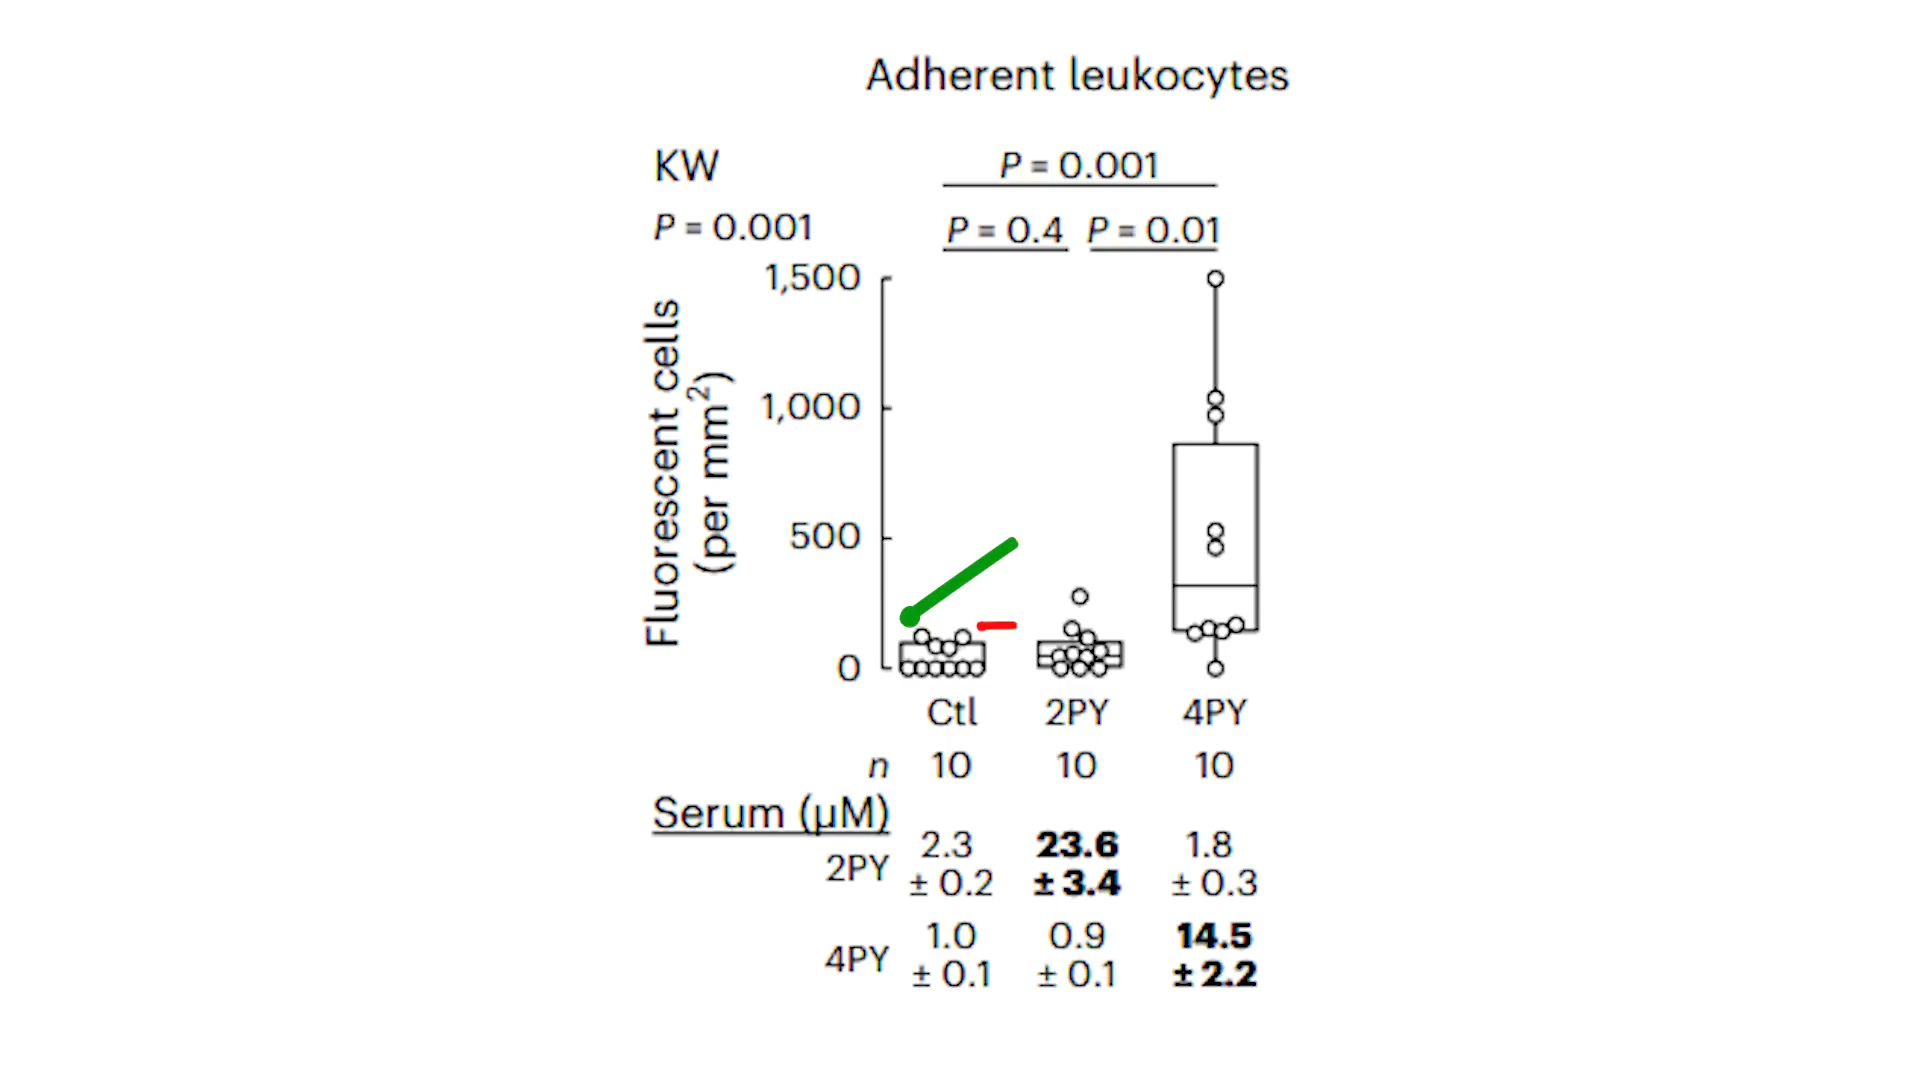 Adherent leukocytes
KW
P = 0.001
P = 0.001
P = 0.4 P = 0.01
Fluorescent cells
(per mm²)
1,500
1,000
500
0
Ctl 2PY 4PY
n 10 10 10
Serum (μM)
2PY 2.3 23.6 1.8
± 0.2 ± 3.4 ± 0.3
4PY 1.0 0.9 14.5
± 0.1 ± 0.1 ± 2.2